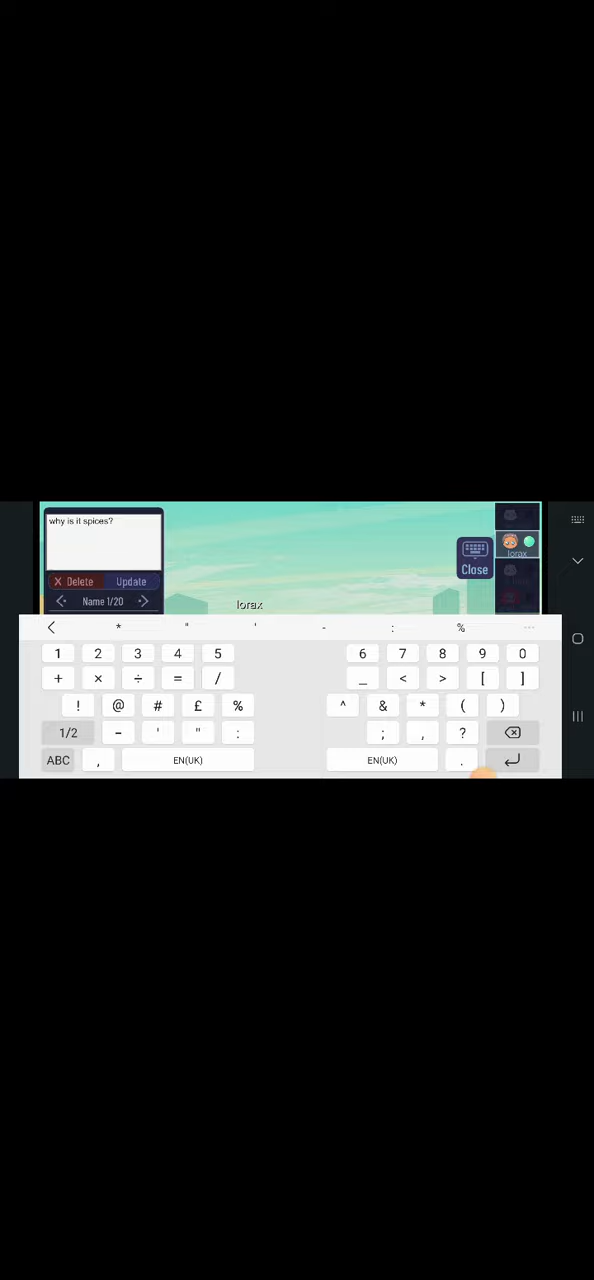 why is it spices?
X Delete
Update
Name 1/20
lorax
Close
lorax
* " ' - : % ...
1 2 3 4 5 6 7 8 9 0
+ × ÷ = / _ < > [ ]
! @ # £ % ^ & * ( )
1/2 - ' " : ; , ?
ABC , EN(UK) EN(UK) .